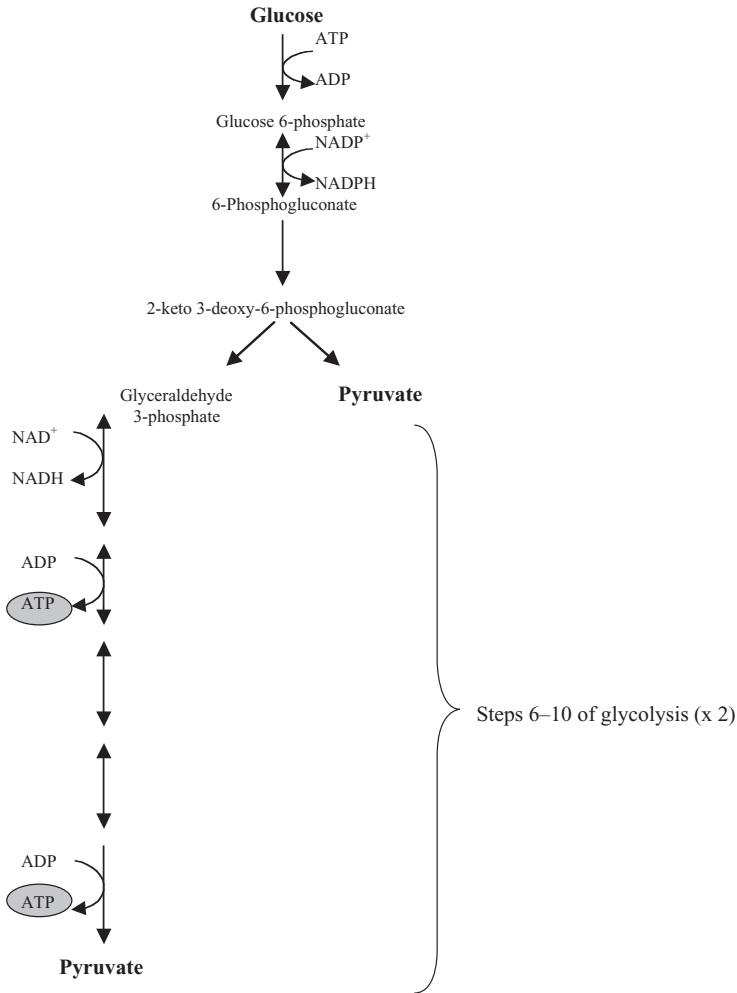 Glucose
ATP
ADP
Glucose 6-phosphate
NADP+
NADPH
6-Phosphogluconate
2-keto 3-deoxy-6-phosphogluconate
Glyceraldehyde
3-phosphate
Pyruvate
NAD+
NADH
ADP
ATP
Steps 6–10 of glycolysis (x 2)
ADP
ATP
Pyruvate